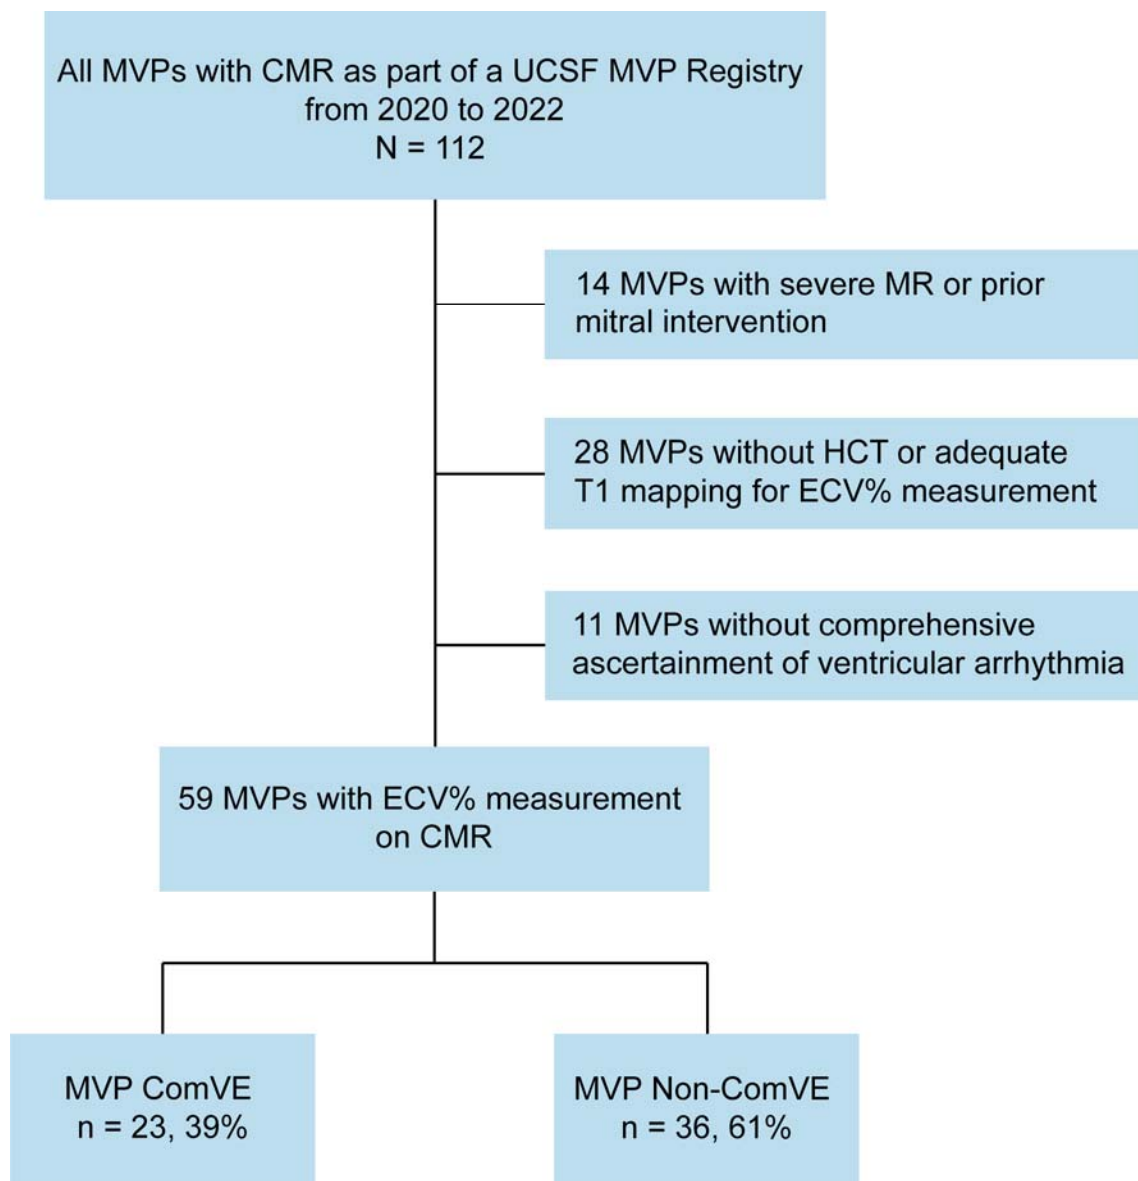 All MVPs with CMR as part of a UCSF MVP Registry
from 2020 to 2022
N = 112
14 MVPs with severe MR or prior
mitral intervention
28 MVPs without HCT or adequate
T1 mapping for ECV% measurement
11 MVPs without comprehensive
ascertainment of ventricular arrhythmia
59 MVPs with ECV% measurement
on CMR
MVP ComVE
n = 23, 39%
MVP Non-ComVE
n = 36, 61%